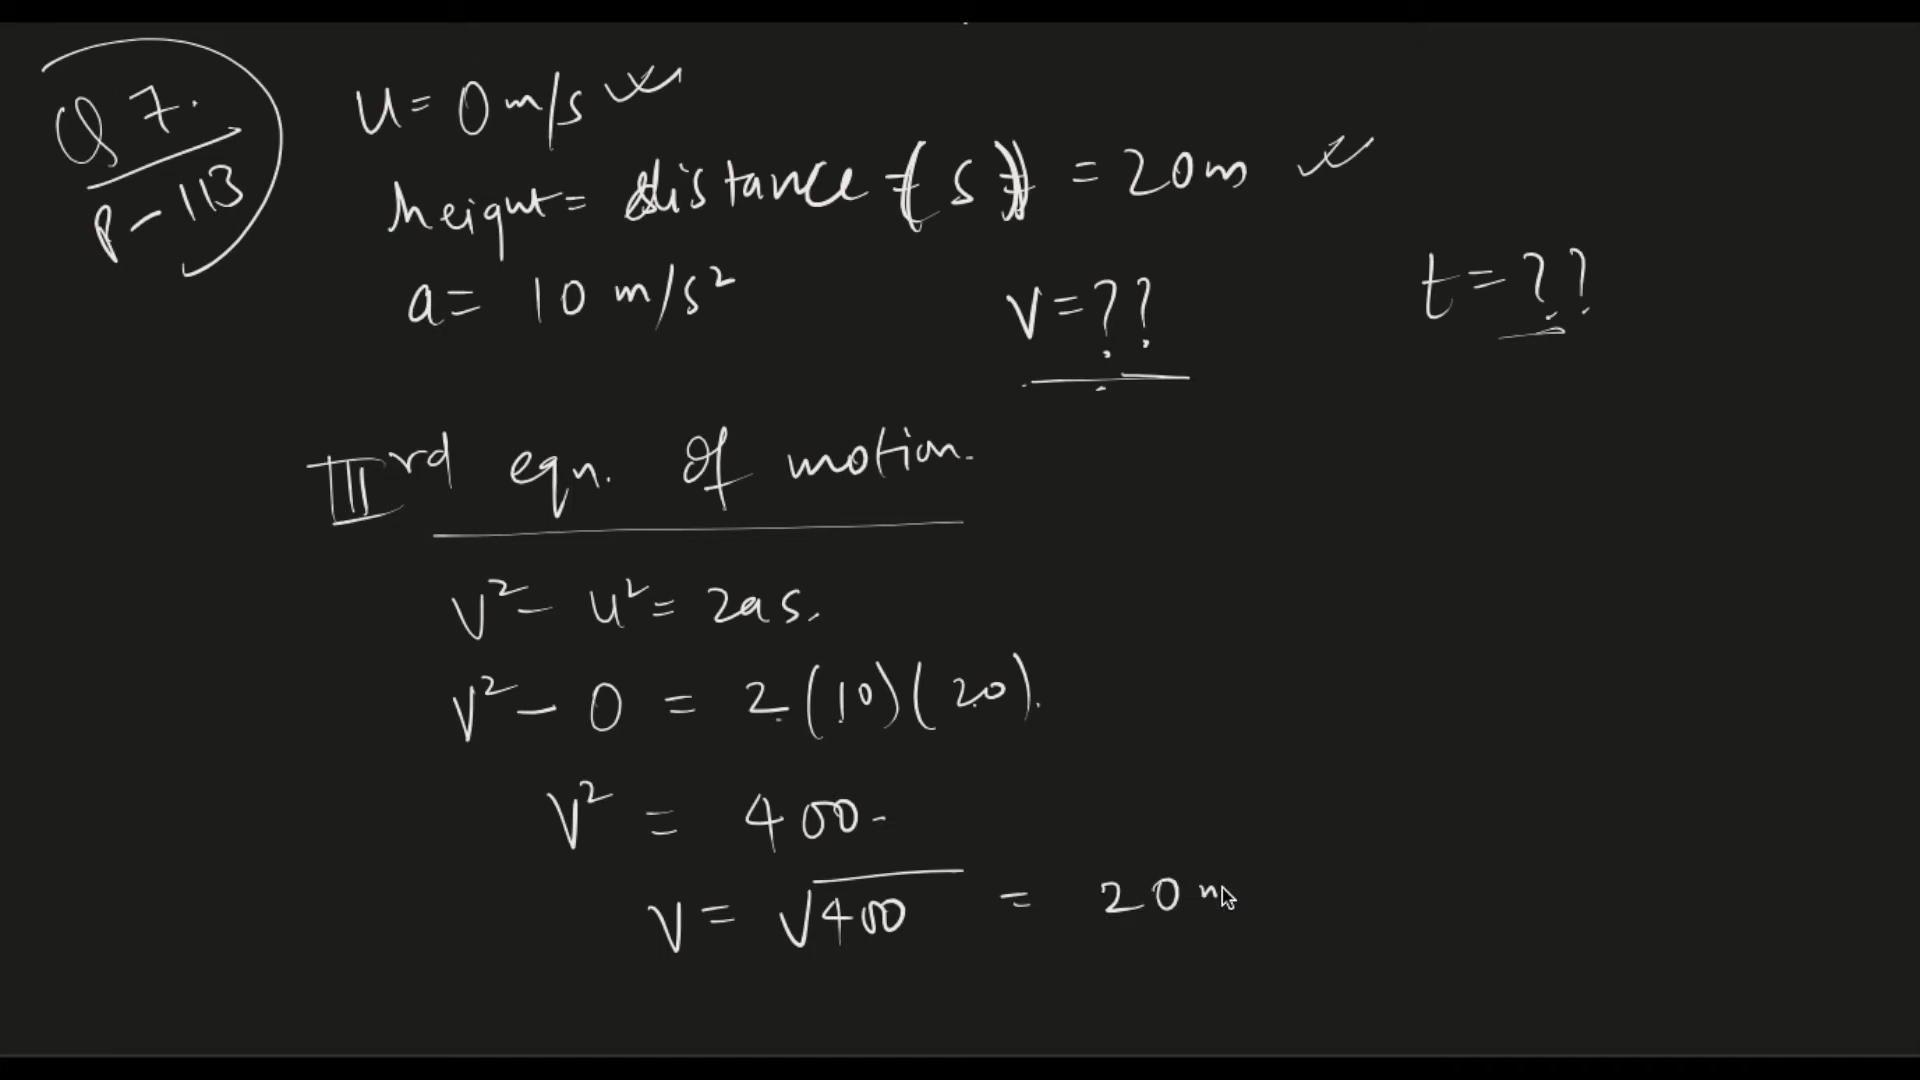 Q 7.
P-113
u = 0 m/s
height = distance (s) = 20m
a = 10 m/s²
v = ??
t = ??
IIIrd eqn. of motion.
v² - u² = 2as.
v² - 0 = 2(10)(20).
v² = 400
v = √400 = 20 m